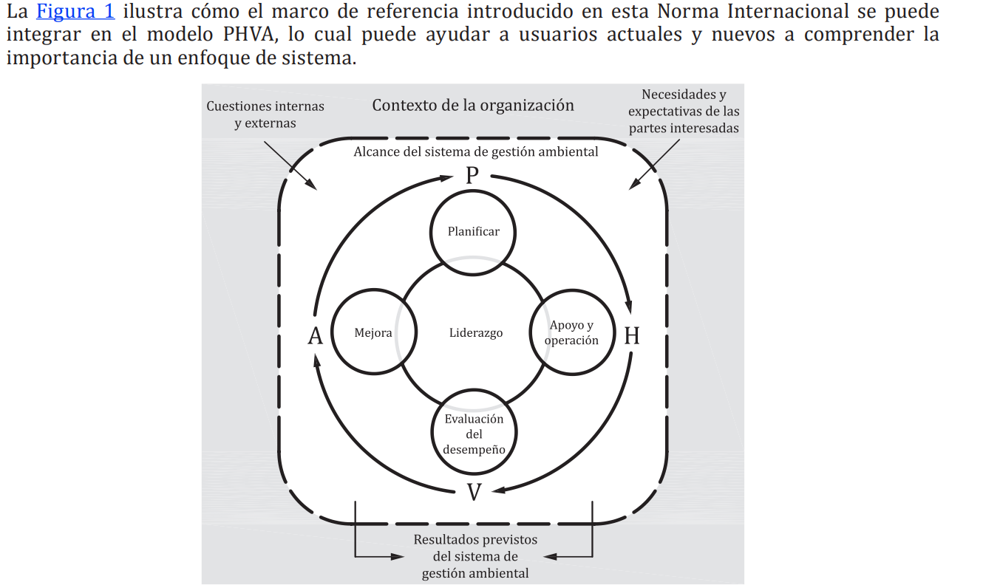 La Figura 1 ilustra cómo el marco de referencia introducido en esta Norma Internacional se puede
integrar en el modelo PHVA, lo cual puede ayudar a usuarios actuales y nuevos a comprender la
importancia de un enfoque de sistema.
Cuestiones internas
y externas
Contexto de la organización
Necesidades y
expectativas de las
partes interesadas
Alcance del sistema de gestión ambiental
P
Planificar
A
Mejora
Liderazgo
Apoyo y
operación
H
Evaluación
del
desempeño
V
Resultados previstos
del sistema de
gestión ambiental